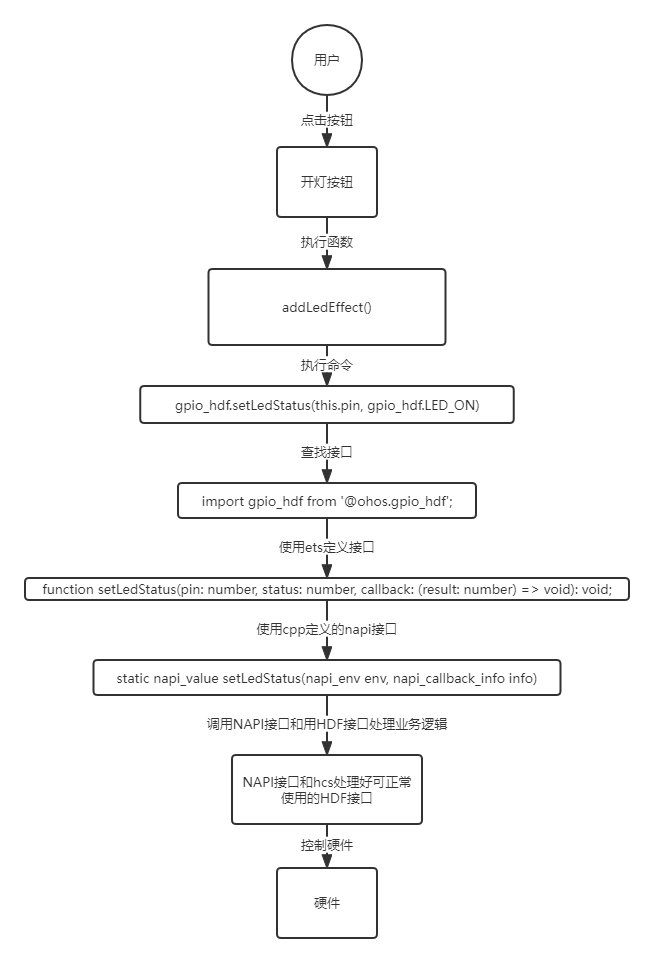 用户
点击按钮
开灯按钮
执行函数
addLedEffect()
执行命令
gpio_hdf.setLedStatus(this.pin, gpio_hdf.LED_ON)
查找接口
import gpio_hdf from '@ohos.gpio_hdf';
使用ets定义接口
function setLedStatus(pin: number, status: number, callback: (result: number) => void): void;
使用cpp定义的napi接口
static napi_value setLedStatus(napi_env env, napi_callback_info info)
调用NAPI接口和用HDF接口处理业务逻辑
NAPI接口和hcs处理好可正常
使用的HDF接口
控制硬件
硬件